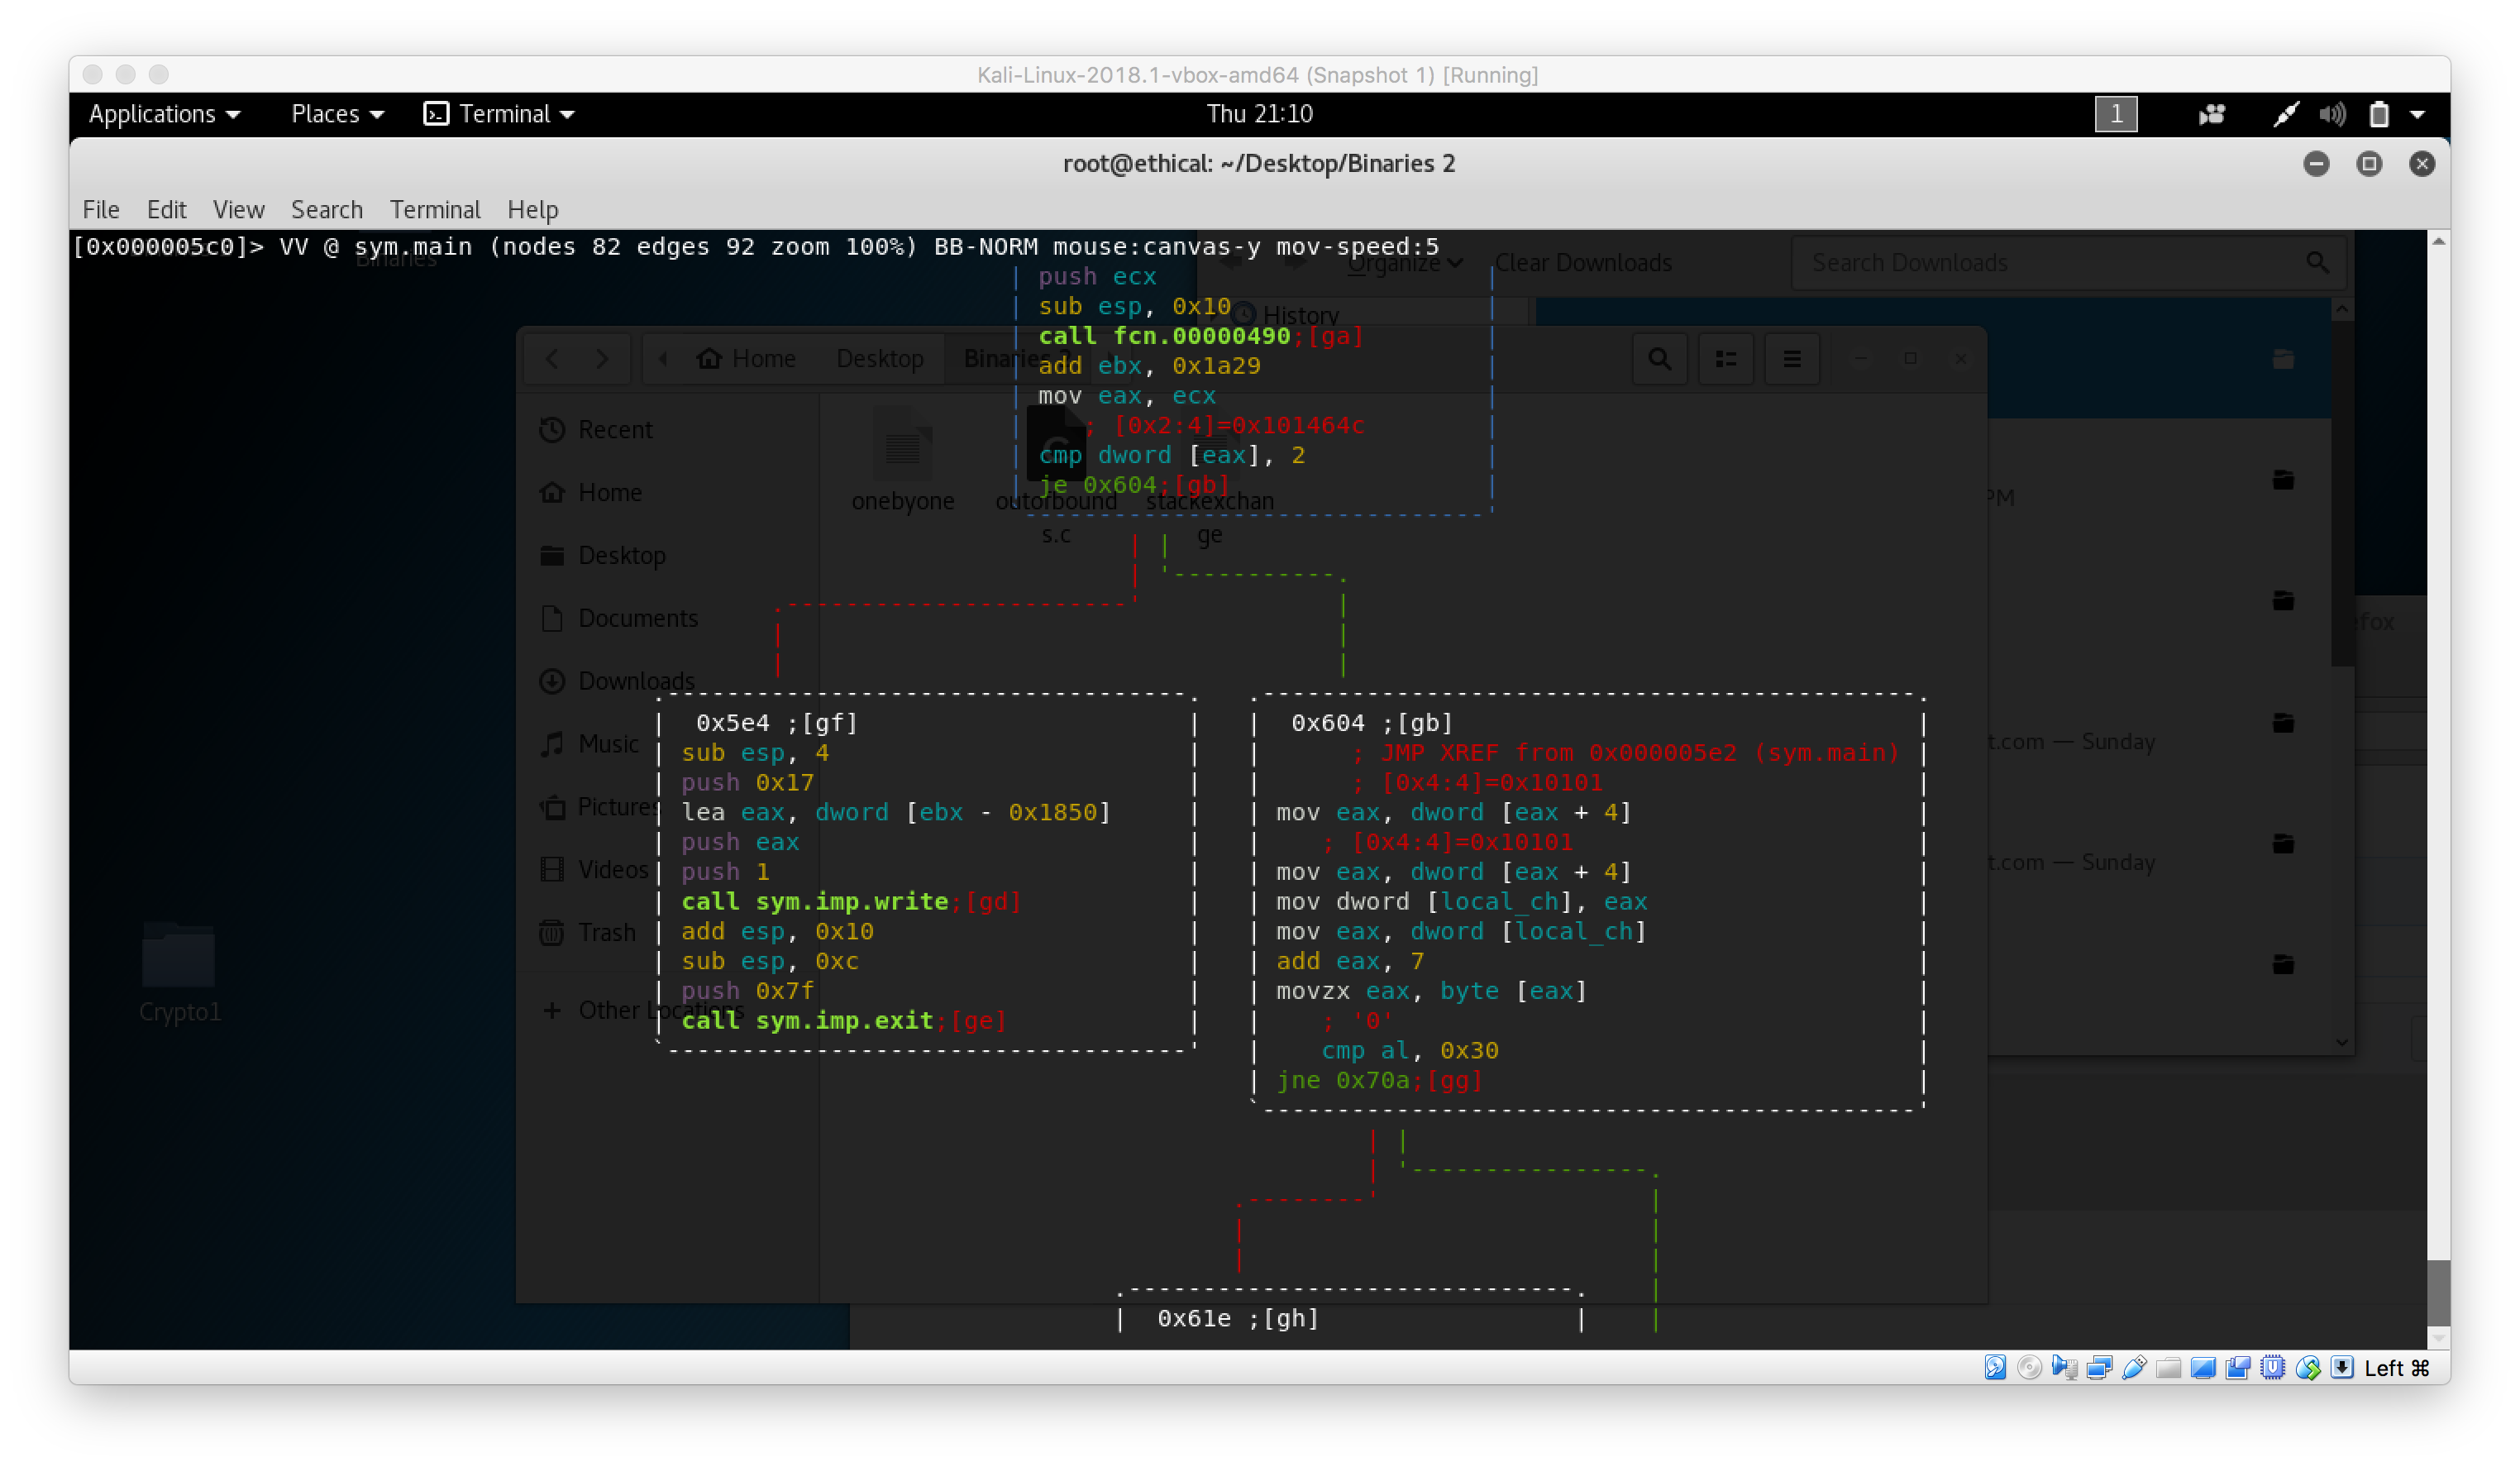 Kali-Linux-2018.1-vbox-amd64 (Snapshot 1) [Running]
Applications Places Terminal Thu 21:10 1
root@ethical: ~/Desktop/Binaries 2
File Edit View Search Terminal Help
[0x000005c0]> VV @ sym.main (nodes 82 edges 92 zoom 100%) BB-NORM mouse:canvas-y mov-speed:5
Binaries
Organize Clear Downloads Search Downloads
History
push ecx
sub esp, 0x10
call fcn.00000490;[ga]
add ebx, 0x1a29
mov eax, ecx
; [0x2:4]=0x101464c
cmp dword [eax], 2
je 0x604;[gb]
Home Desktop Binaries 2
Recent
Home
Desktop
Documents
Downloads
Music
Pictures
Videos
Trash
+ Other Locations
onebyone
outofbound
s.c
stackexchan
ge
PM
efox
t.com — Sunday
t.com — Sunday
Crypto1
0x5e4 ;[gf]
sub esp, 4
push 0x17
lea eax, dword [ebx - 0x1850]
push eax
push 1
call sym.imp.write;[gd]
add esp, 0x10
sub esp, 0xc
push 0x7f
call sym.imp.exit;[ge]
0x604 ;[gb]
; JMP XREF from 0x000005e2 (sym.main)
; [0x4:4]=0x10101
mov eax, dword [eax + 4]
; [0x4:4]=0x10101
mov eax, dword [eax + 4]
mov dword [local_ch], eax
mov eax, dword [local_ch]
add eax, 7
movzx eax, byte [eax]
; '0'
cmp al, 0x30
jne 0x70a;[gg]
0x61e ;[gh]
Left ⌘